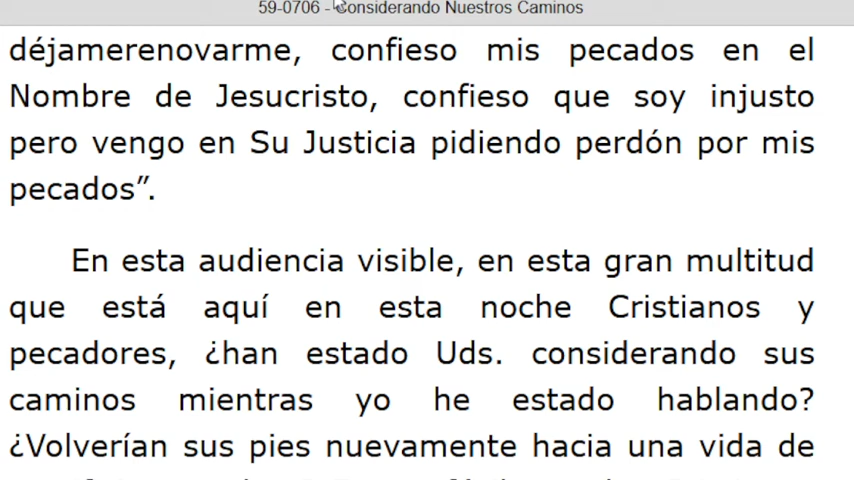 59-0706 - Considerando Nuestros Caminos
déjamerenovarme, confieso mis pecados en el
Nombre de Jesucristo, confieso que soy injusto
pero vengo en Su Justicia pidiendo perdón por mis
pecados”.
En esta audiencia visible, en esta gran multitud
que está aquí en esta noche Cristianos y
pecadores, ¿han estado Uds. considerando sus
caminos mientras yo he estado hablando?
¿Volverían sus pies nuevamente hacia una vida de